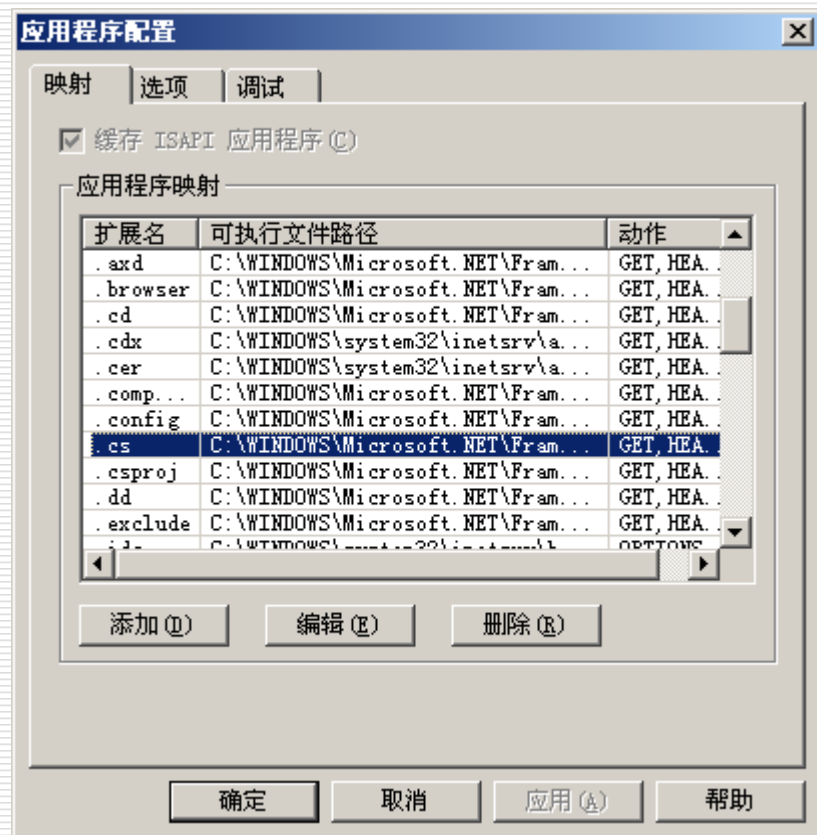 应用程序配置
映射 选项 调试
缓存 ISAPI 应用程序(C)
应用程序映射
扩展名 可执行文件路径 动作
.axd C:\WINDOWS\Microsoft.NET\Fram... GET,HEA..
.browser C:\WINDOWS\Microsoft.NET\Fram... GET,HEA..
.cd C:\WINDOWS\Microsoft.NET\Fram... GET,HEA..
.cdx C:\WINDOWS\system32\inetsrv\a... GET,HEA..
.cer C:\WINDOWS\system32\inetsrv\a... GET,HEA..
.comp... C:\WINDOWS\Microsoft.NET\Fram... GET,HEA..
.config C:\WINDOWS\Microsoft.NET\Fram... GET,HEA..
.cs C:\WINDOWS\Microsoft.NET\Fram... GET,HEA..
.csproj C:\WINDOWS\Microsoft.NET\Fram... GET,HEA..
.dd C:\WINDOWS\Microsoft.NET\Fram... GET,HEA..
.exclude C:\WINDOWS\Microsoft.NET\Fram... GET,HEA..
添加(D) 编辑(E) 删除(R)
确定 取消 应用(A) 帮助